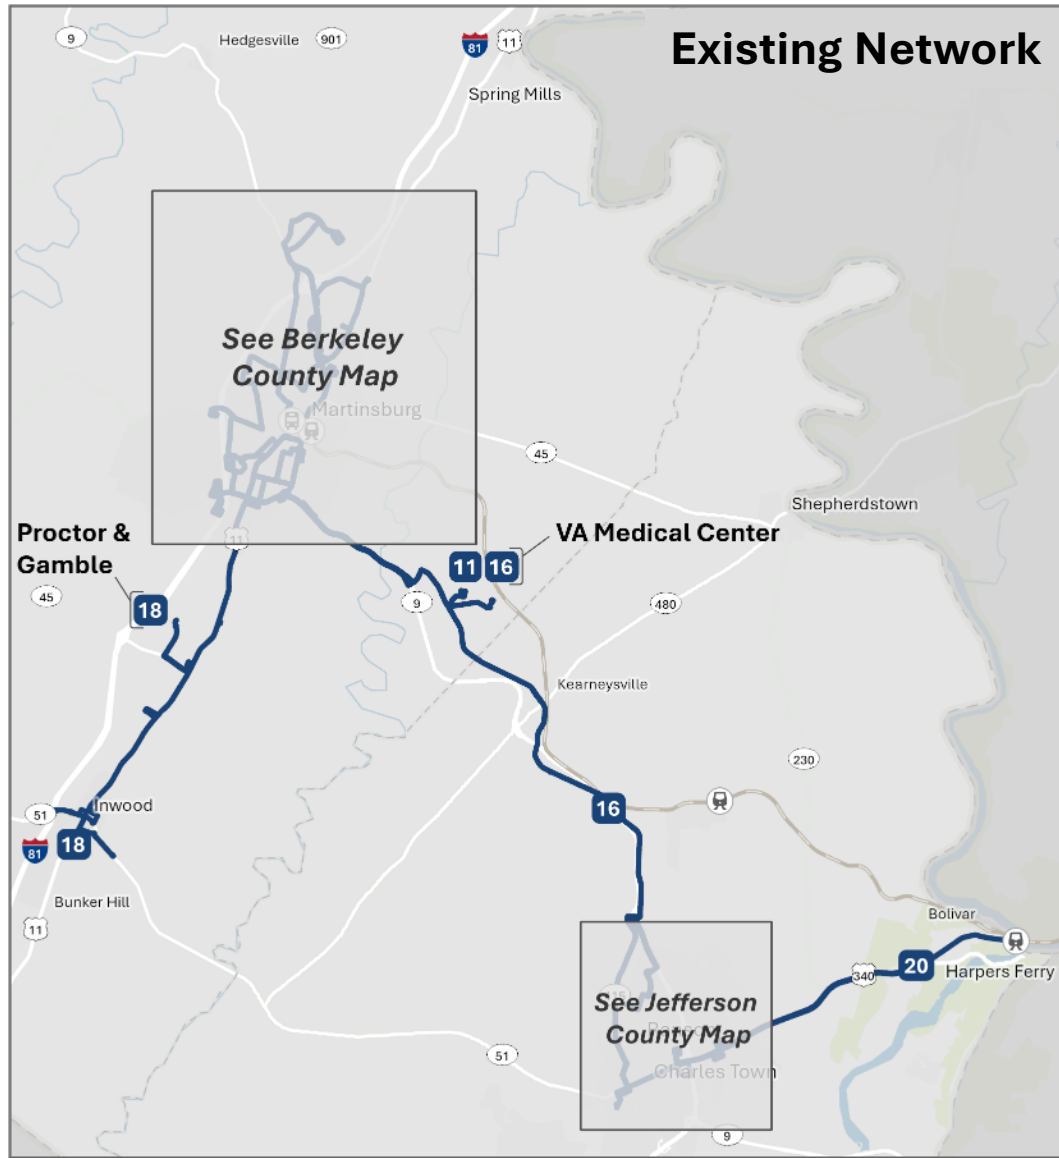 Existing Network
9
Hedgesville
901
81
11
Spring Mills
See Berkeley
County Map
Martinsburg
45
Shepherdstown
11
Proctor &
Gamble
VA Medical Center
11
16
45
18
9
480
Kearneysville
230
51
Inwood
16
18
81
Bunker Hill
11
Bolivar
20
340
Harpers Ferry
See Jefferson
County Map
51
Charles Town
9